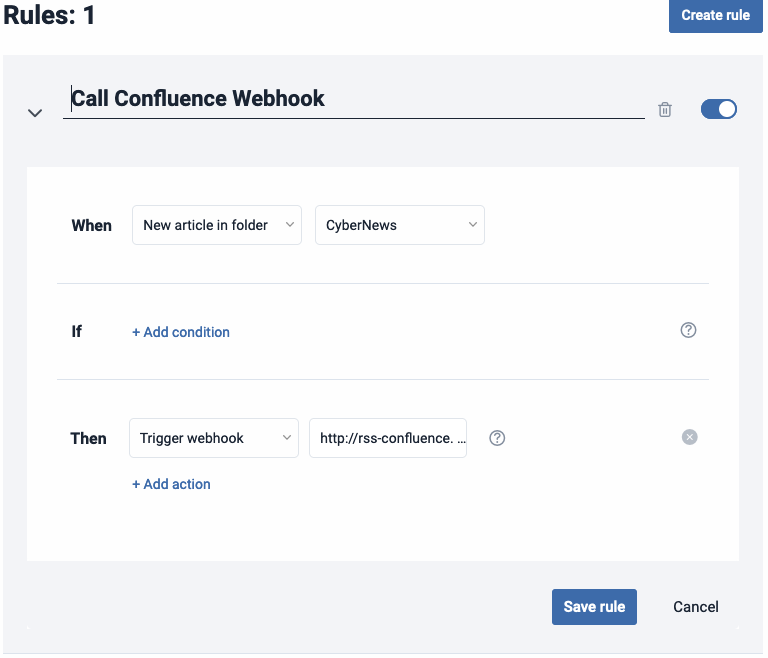 Rules: 1
Create rule
Call Confluence Webhook
When New article in folder CyberNews
If + Add condition ?
Then Trigger webhook http://rss-confluence. ... ?
+ Add action
Save rule Cancel